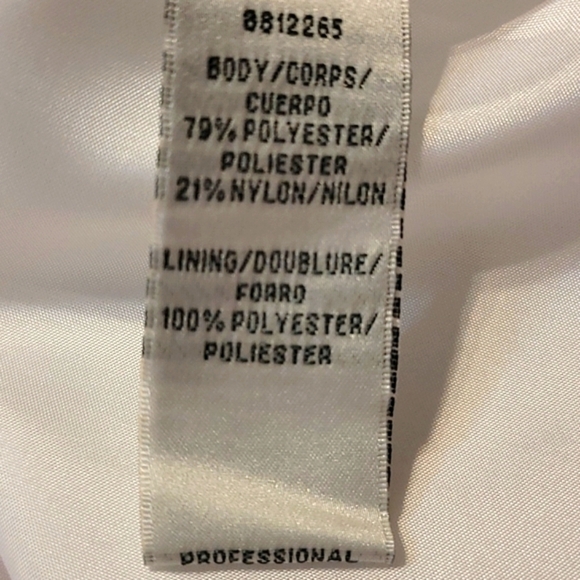 8812265
BODY/CORPS/
CUERPO
79% POLYESTER/
POLIESTER
21% NYLON/NILON
LINING/DOUBLURE/
FORRO
100% POLYESTER/
POLIESTER
PROFESSIONAL